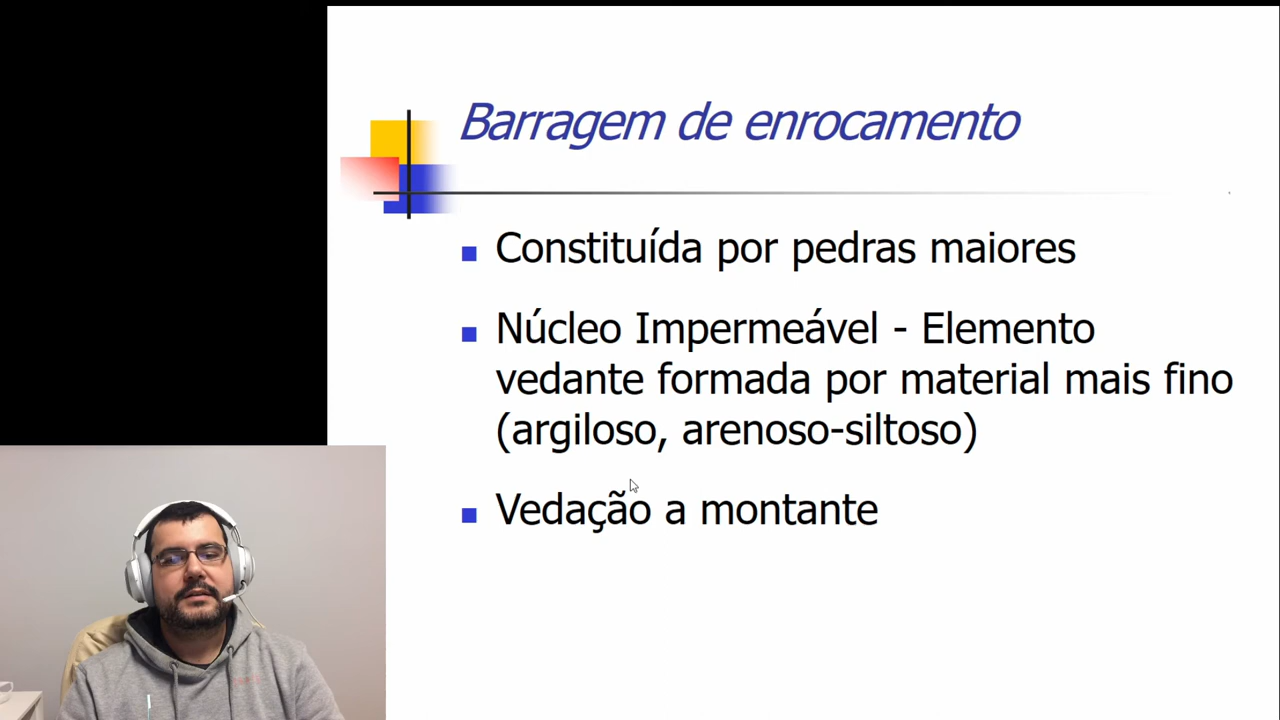 Barragem de enrocamento
Constituída por pedras maiores
Núcleo Impermeável - Elemento
vedante formada por material mais fino
(argiloso, arenoso-siltoso)
Vedação a montante